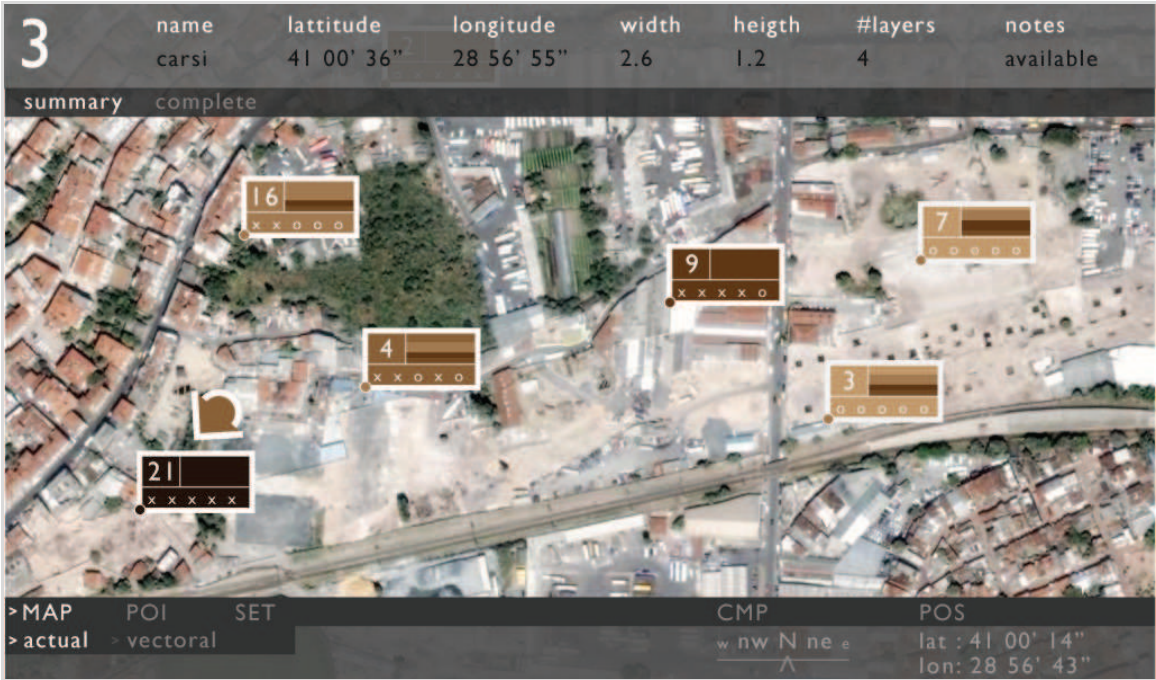 3
name lattitude longitude width heigth #layers notes
carsi 41 00' 36" 28 56' 55" 2.6 1.2 4 available
summary complete
2
16
x x o o o
7
o o o o o
9
x x x x o
4
x x o x o
3
o o o o o
21
x x x x x
>MAP POI SET CMP POS
>actual > vectoral w nw N ne e lat : 41 00' 14"
lon: 28 56' 43"